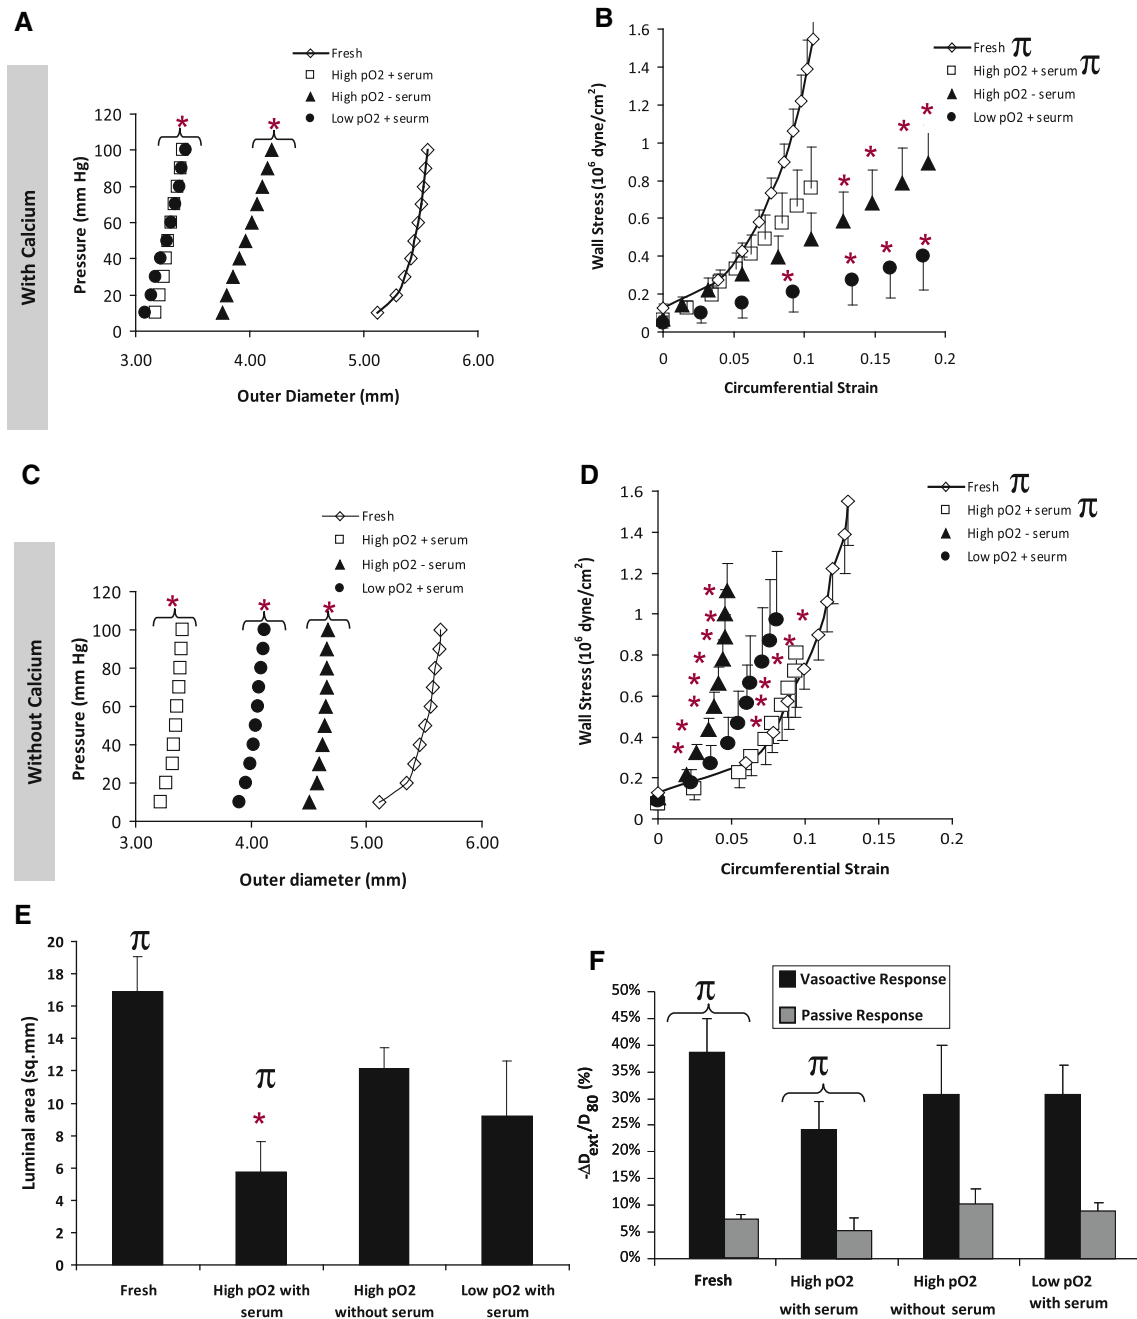 A
Fresh
High pO2 + serum
High pO2 - serum
Low pO2 + seurm
With Calcium
Pressure (mm Hg)
120
100
80
60
40
20
0
3.00
4.00
5.00
6.00
Outer Diameter (mm)
*
*
B
Fresh π
High pO2 + serum π
High pO2 - serum
Low pO2 + seurm
Wall Stress (10⁶ dyne/cm²)
1.6
1.4
1.2
1
0.8
0.6
0.4
0.2
0
0
0.05
0.1
0.15
0.2
Circumferential Strain
* * * *
* * * *
C
Fresh
High pO2 + serum
High pO2 - serum
Low pO2 + serum
Without Calcium
Pressure (mm Hg)
120
100
80
60
40
20
0
3.00
4.00
5.00
6.00
Outer diameter (mm)
* * *
D
Fresh π
High pO2 + serum π
High pO2 - serum
Low pO2 + seurm
Wall Stress (10⁶ dyne/cm²)
1.6
1.4
1.2
1
0.8
0.6
0.4
0.2
0
0
0.05
0.1
0.15
0.2
Circumferential Strain
* * * * * * * *
* * * * * *
E
Luminal area (sq.mm)
20
18
16
14
12
10
8
6
4
2
0
π
π
*
Fresh
High pO2 with
serum
High pO2
without serum
Low pO2 with
serum
F
Vasoactive Response
Passive Response
-ΔDext/D80 (%)
50%
45%
40%
35%
30%
25%
20%
15%
10%
5%
0%
π
π
Fresh
High pO2
with serum
High pO2
without serum
Low pO2
with serum